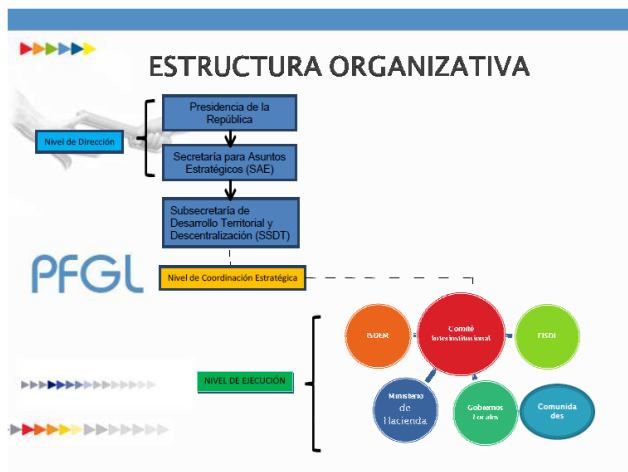 ESTRUCTURA ORGANIZATIVA
Presidencia de la
República
Nivel de Dirección
Secretaría para Asuntos
Estratégicos (SAE)
Subsecretaría de
Desarrollo Territorial y
Descentralización (SSDT)
PFGL
Nivel de Coordinación Estratégica
ISDEM
Comité
Interinstitucional
FISDL
NIVEL DE EJECUCIÓN
Ministerio
de
Hacienda
Gobiernos
Locales
Comunida
des